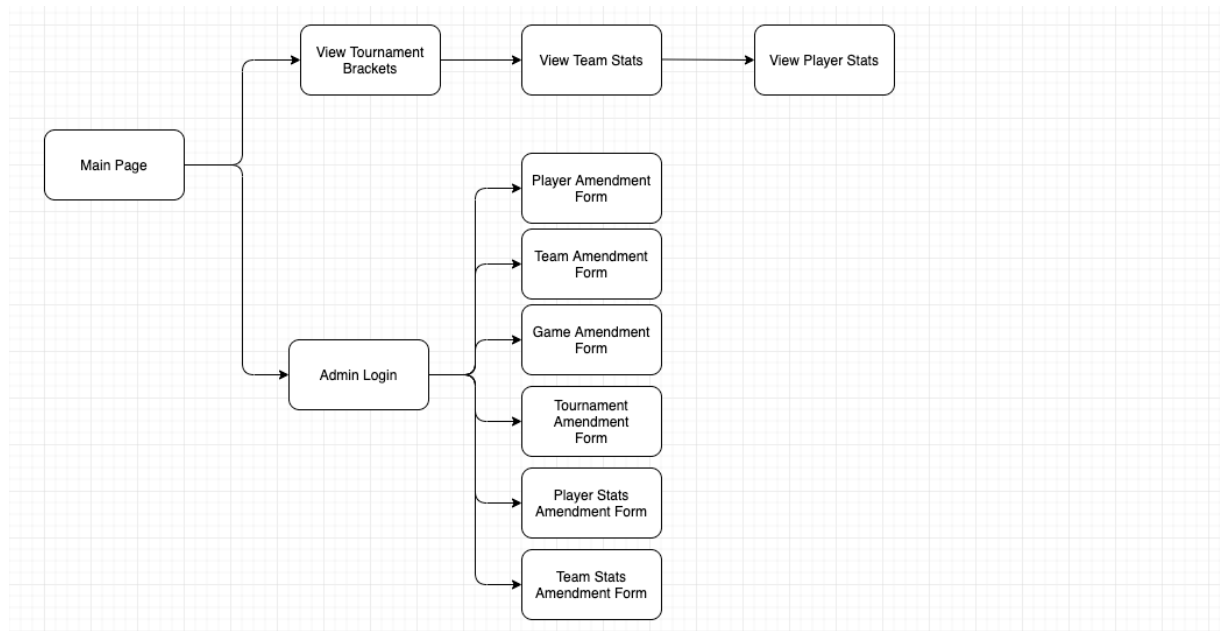 View Tournament
Brackets
View Team Stats
View Player Stats
Main Page
Player Amendment
Form
Team Amendment
Form
Game Amendment
Form
Admin Login
Tournament
Amendment
Form
Player Stats
Amendment Form
Team Stats
Amendment Form